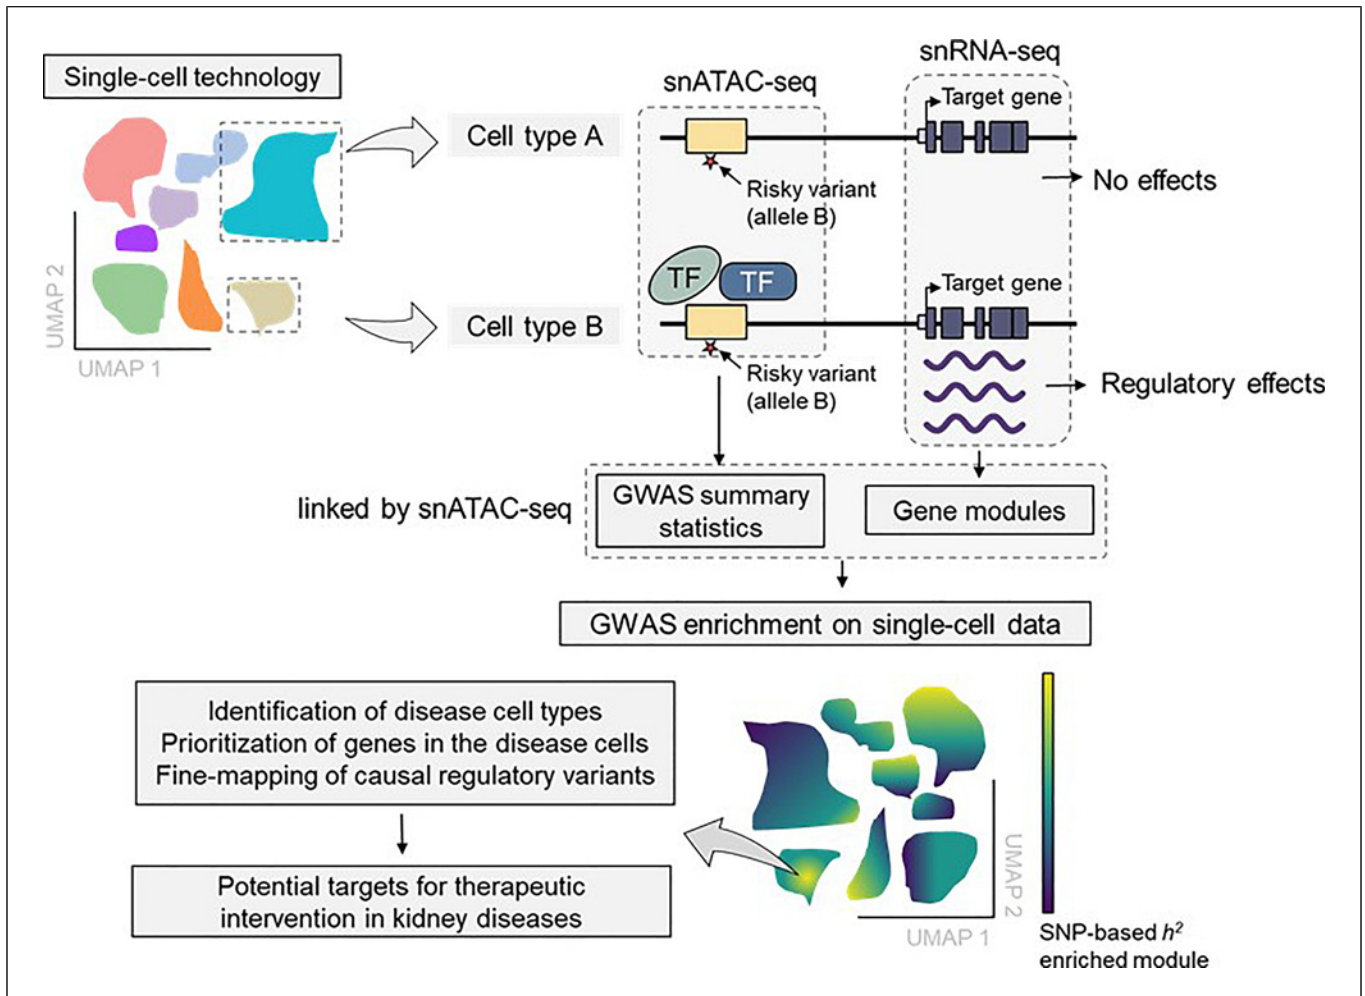 Single-cell technology
UMAP 2
UMAP 1
Cell type A
Cell type B
snATAC-seq
snRNA-seq
Target gene
Risky variant
(allele B)
No effects
TF
TF
Target gene
Risky variant
(allele B)
Regulatory effects
linked by snATAC-seq
GWAS summary
statistics
Gene modules
GWAS enrichment on single-cell data
Identification of disease cell types
Prioritization of genes in the disease cells
Fine-mapping of causal regulatory variants
Potential targets for therapeutic
intervention in kidney diseases
UMAP 2
UMAP 1
SNP-based h²
enriched module